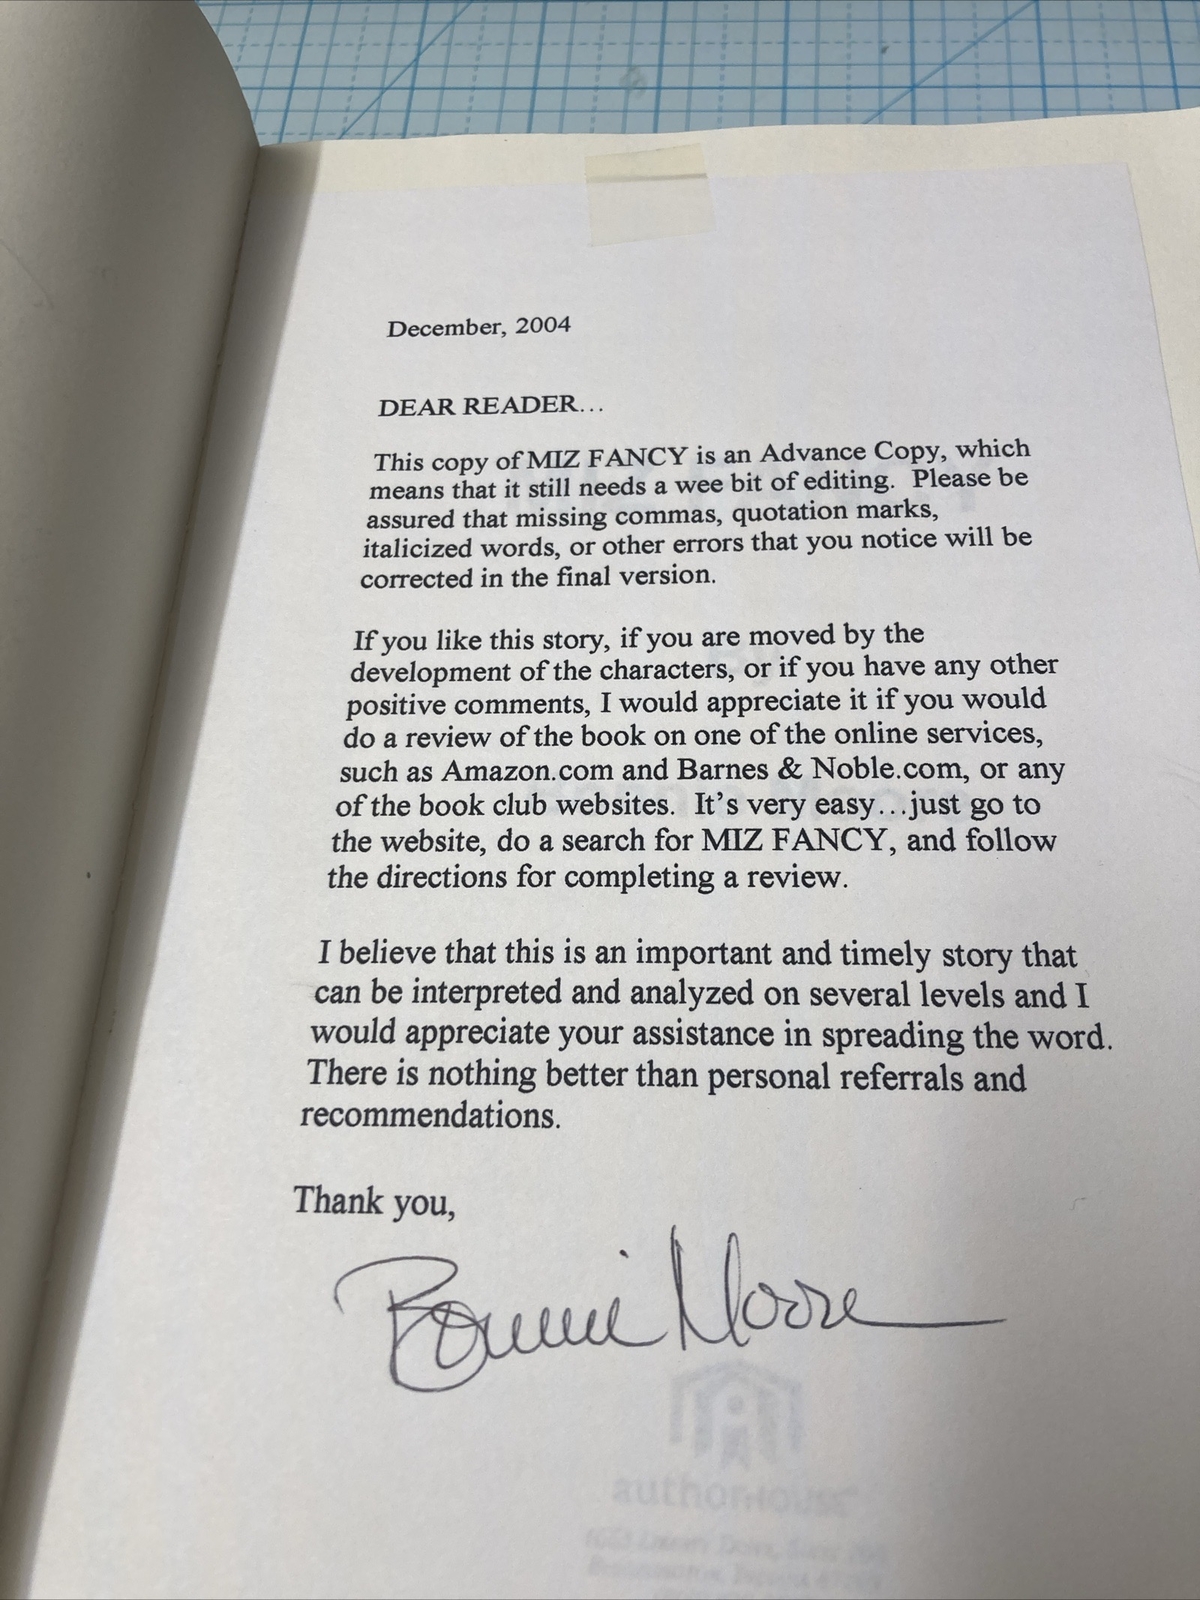 December, 2004
DEAR READER...
This copy of MIZ FANCY is an Advance Copy, which
means that it still needs a wee bit of editing.  Please be
assured that missing commas, quotation marks,
italicized words, or other errors that you notice will be
corrected in the final version.
If you like this story, if you are moved by the
development of the characters, or if you have any other
positive comments, I would appreciate it if you would
do a review of the book on one of the online services,
such as Amazon.com and Barnes & Noble.com, or any
of the book club websites.  It's very easy...just go to
the website, do a search for MIZ FANCY, and follow
the directions for completing a review.
I believe that this is an important and timely story that
can be interpreted and analyzed on several levels and I
would appreciate your assistance in spreading the word.
There is nothing better than personal referrals and
recommendations.
Thank you,
Bonnie Moore
authorHOUSE